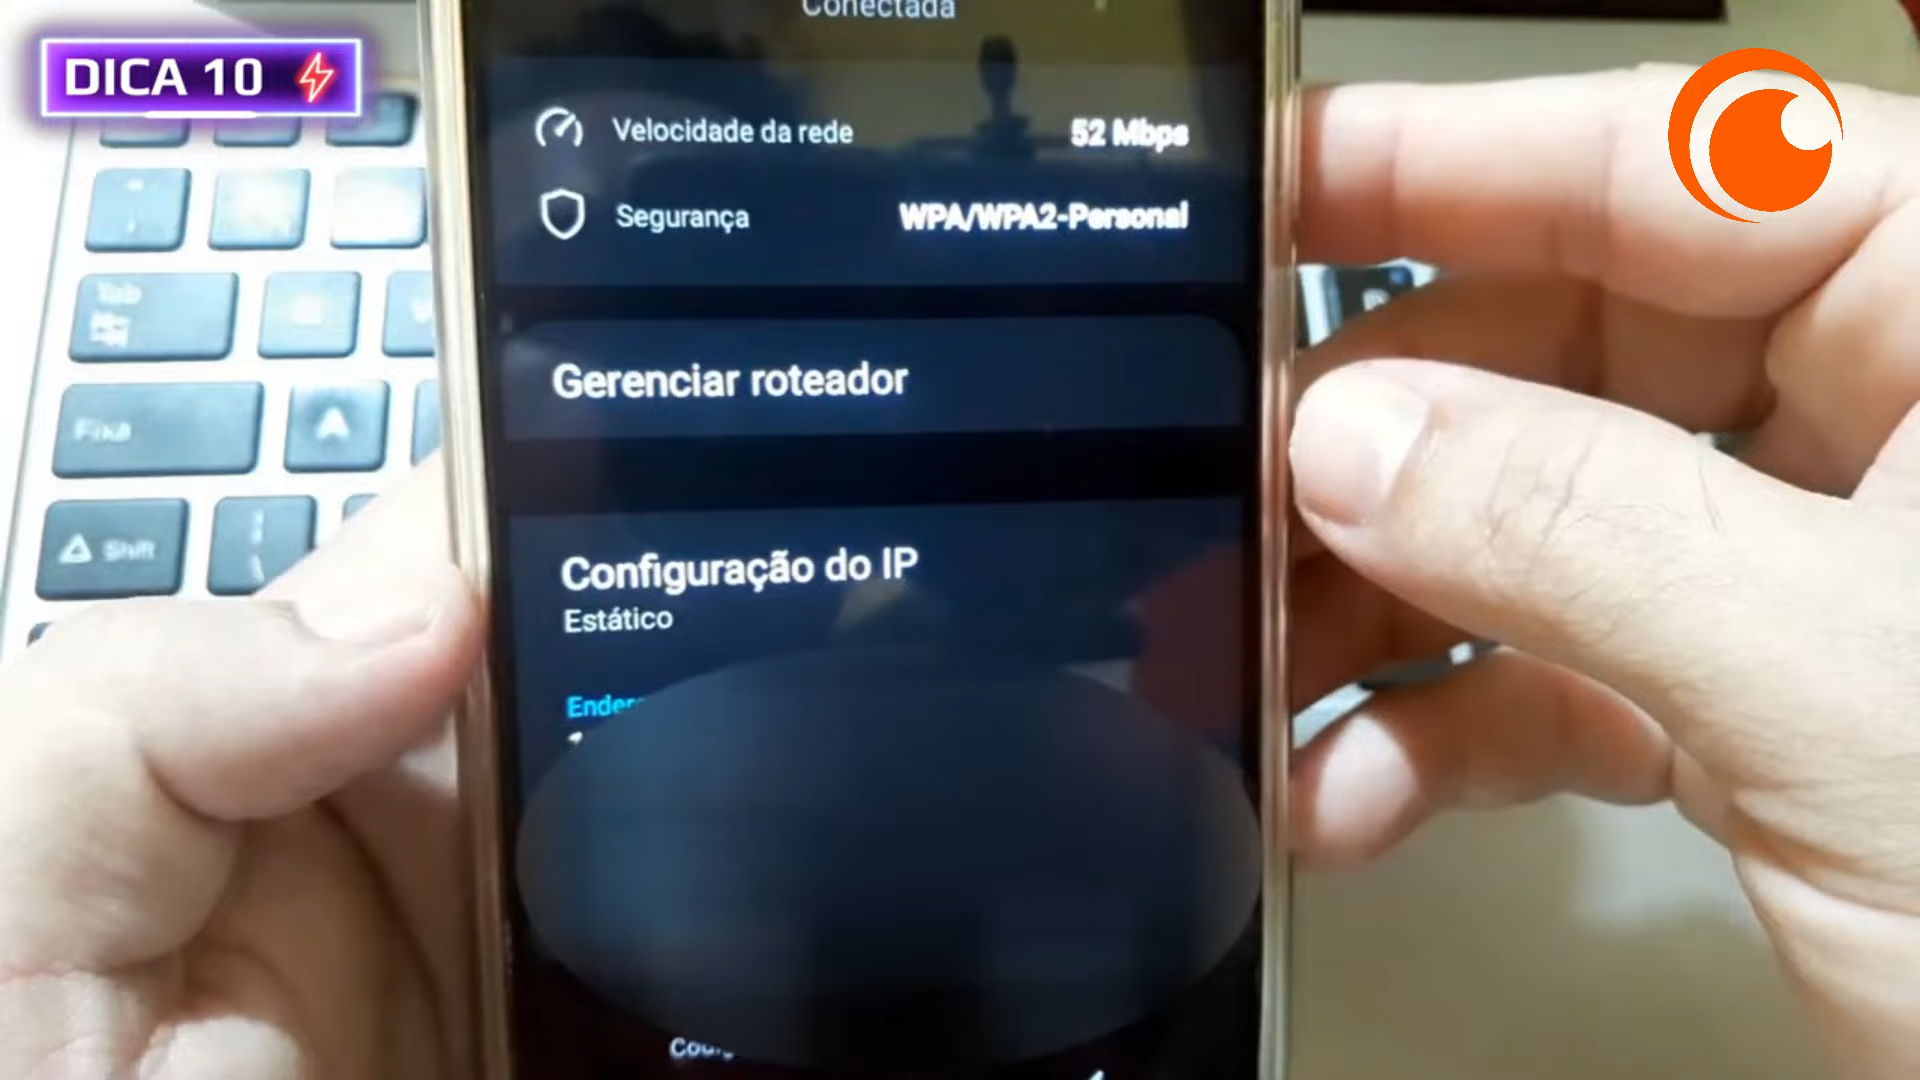 Conectada
DICA 10
Velocidade da rede
52 Mbps
Segurança
WPA/WPA2-Personal
Tab
Gerenciar roteador
Fixa
A
Shift
Configuração do IP
Estático